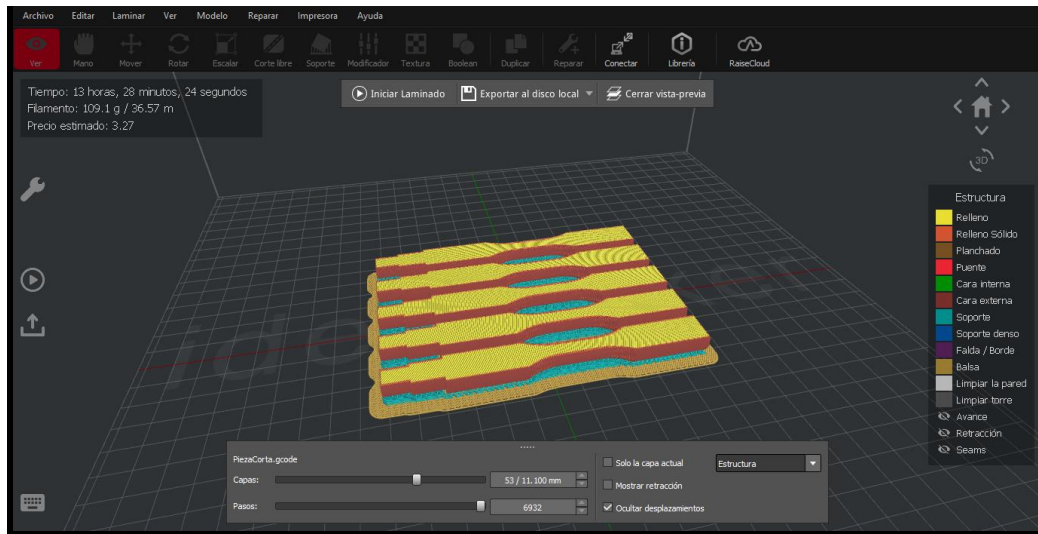 Archivo Editar Laminar Ver Modelo Reparar Impresora Ayuda
Ver Mano Mover Rotar Escalar Corte libre Soporte Modificador Textura Boolean Duplicar Reparar Conectar Librería RaiseCloud
Tiempo: 13 horas, 28 minutos, 24 segundos
Filamento: 109.1 g / 36.57 m
Precio estimado: 3.27
Iniciar Laminado Exportar al disco local Cerrar vista-previa
3D
Estructura
Relleno
Relleno Sólido
Planchado
Puente
Cara interna
Cara externa
Soporte
Soporte denso
Falda / Borde
Balsa
Limpiar la pared
Limpiar torre
Avance
Retracción
Seams
PiezaCorta.gcode
Capas: 53 / 11.100 mm
Pasos: 6932
Solo la capa actual
Mostrar retracción
Ocultar desplazamientos
Estructura